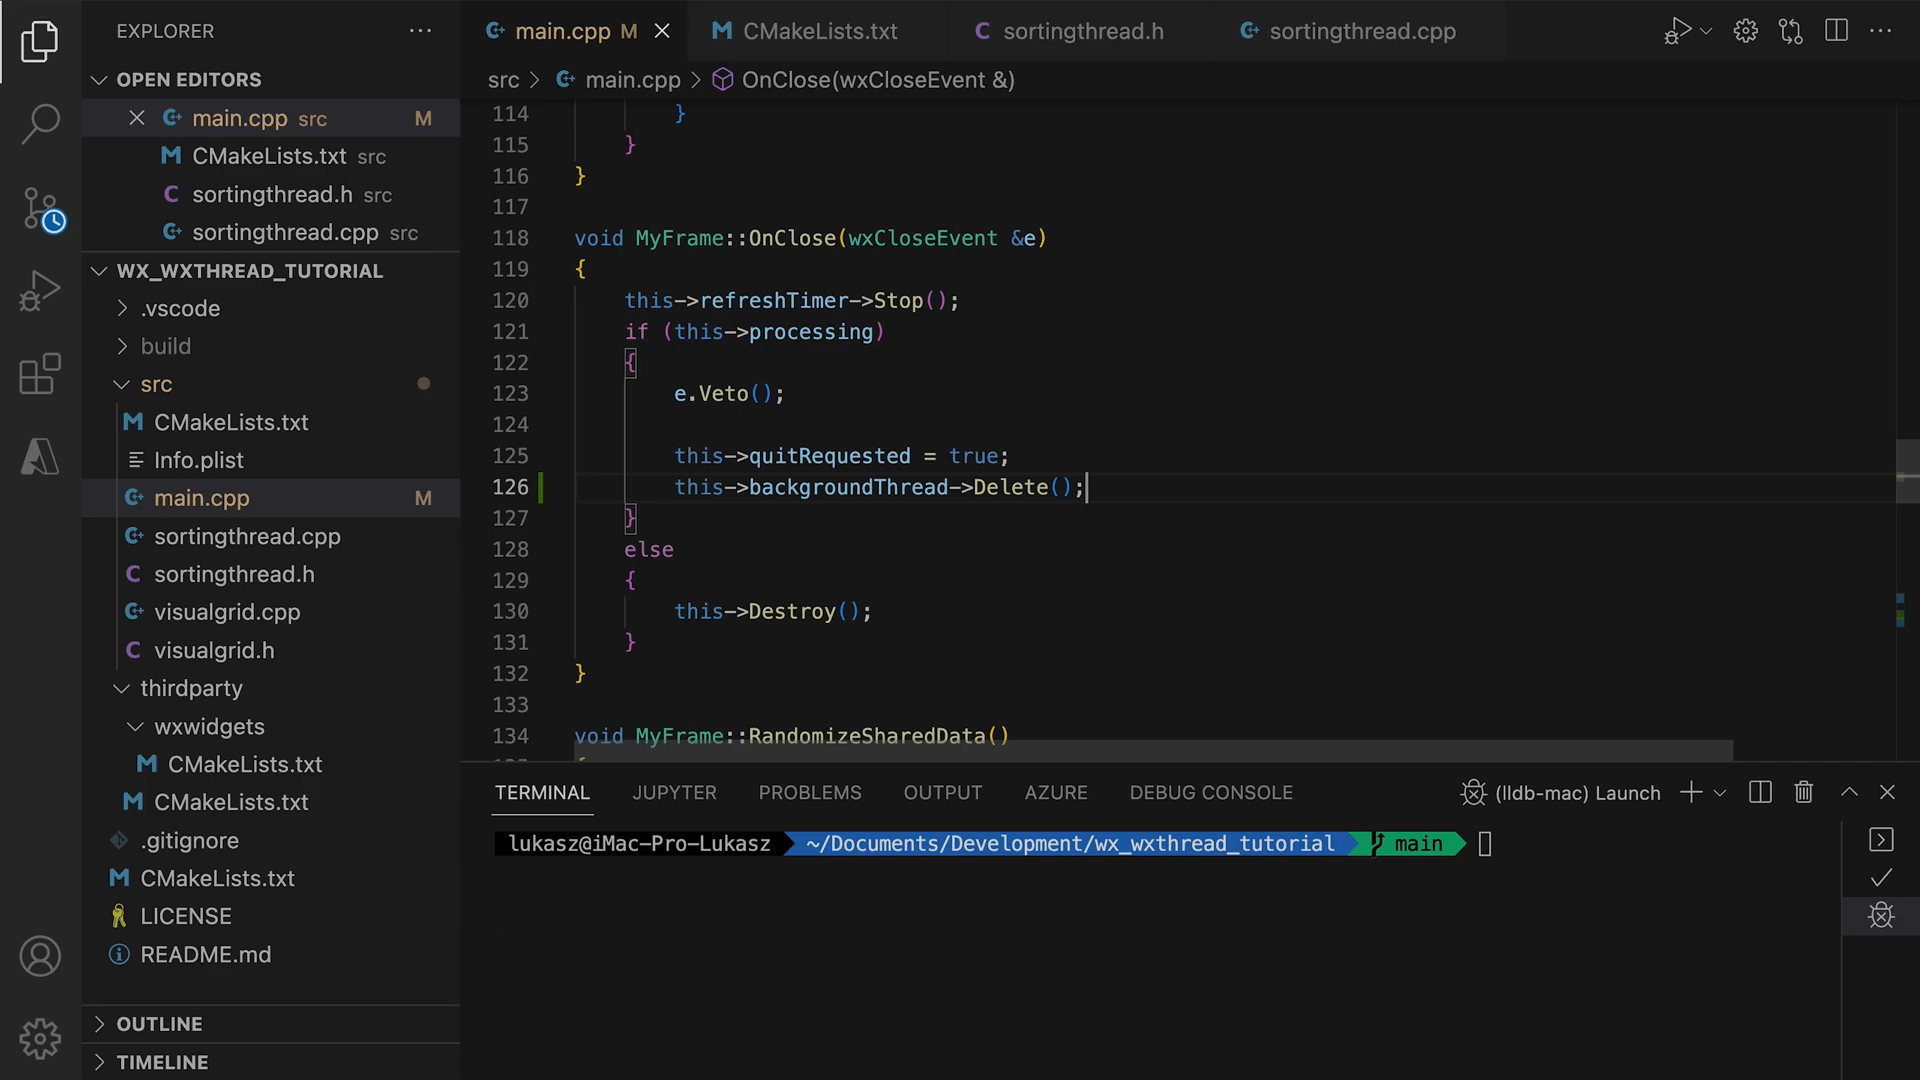 EXPLORER
OPEN EDITORS
main.cpp src M
CMakeLists.txt src
sortingthread.h src
sortingthread.cpp src
WX_WXTHREAD_TUTORIAL
.vscode
build
src
CMakeLists.txt
Info.plist
main.cpp M
sortingthread.cpp
sortingthread.h
visualgrid.cpp
visualgrid.h
thirdparty
wxwidgets
CMakeLists.txt
CMakeLists.txt
.gitignore
CMakeLists.txt
LICENSE
README.md
OUTLINE
TIMELINE
main.cpp M CMakeLists.txt sortingthread.h sortingthread.cpp
src > main.cpp > OnClose(wxCloseEvent &)
114 }
115 }
116 }
117
118 void MyFrame::OnClose(wxCloseEvent &e)
119 {
120 this->refreshTimer->Stop();
121 if (this->processing)
122 {
123 e.Veto();
124
125 this->quitRequested = true;
126 this->backgroundThread->Delete();
127 }
128 else
129 {
130 this->Destroy();
131 }
132 }
133
134 void MyFrame::RandomizeSharedData()
TERMINAL JUPYTER PROBLEMS OUTPUT AZURE DEBUG CONSOLE (lldb-mac) Launch
lukasz@iMac-Pro-Lukasz ~/Documents/Development/wx_wxthread_tutorial main